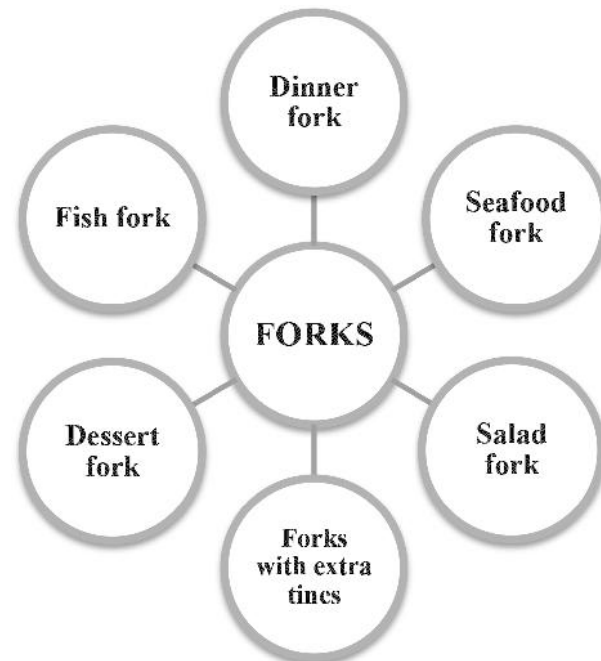 Dinner
fork
Seafood
fork
Salad
fork
Forks
with extra
tines
Dessert
fork
Fish fork
FORKS